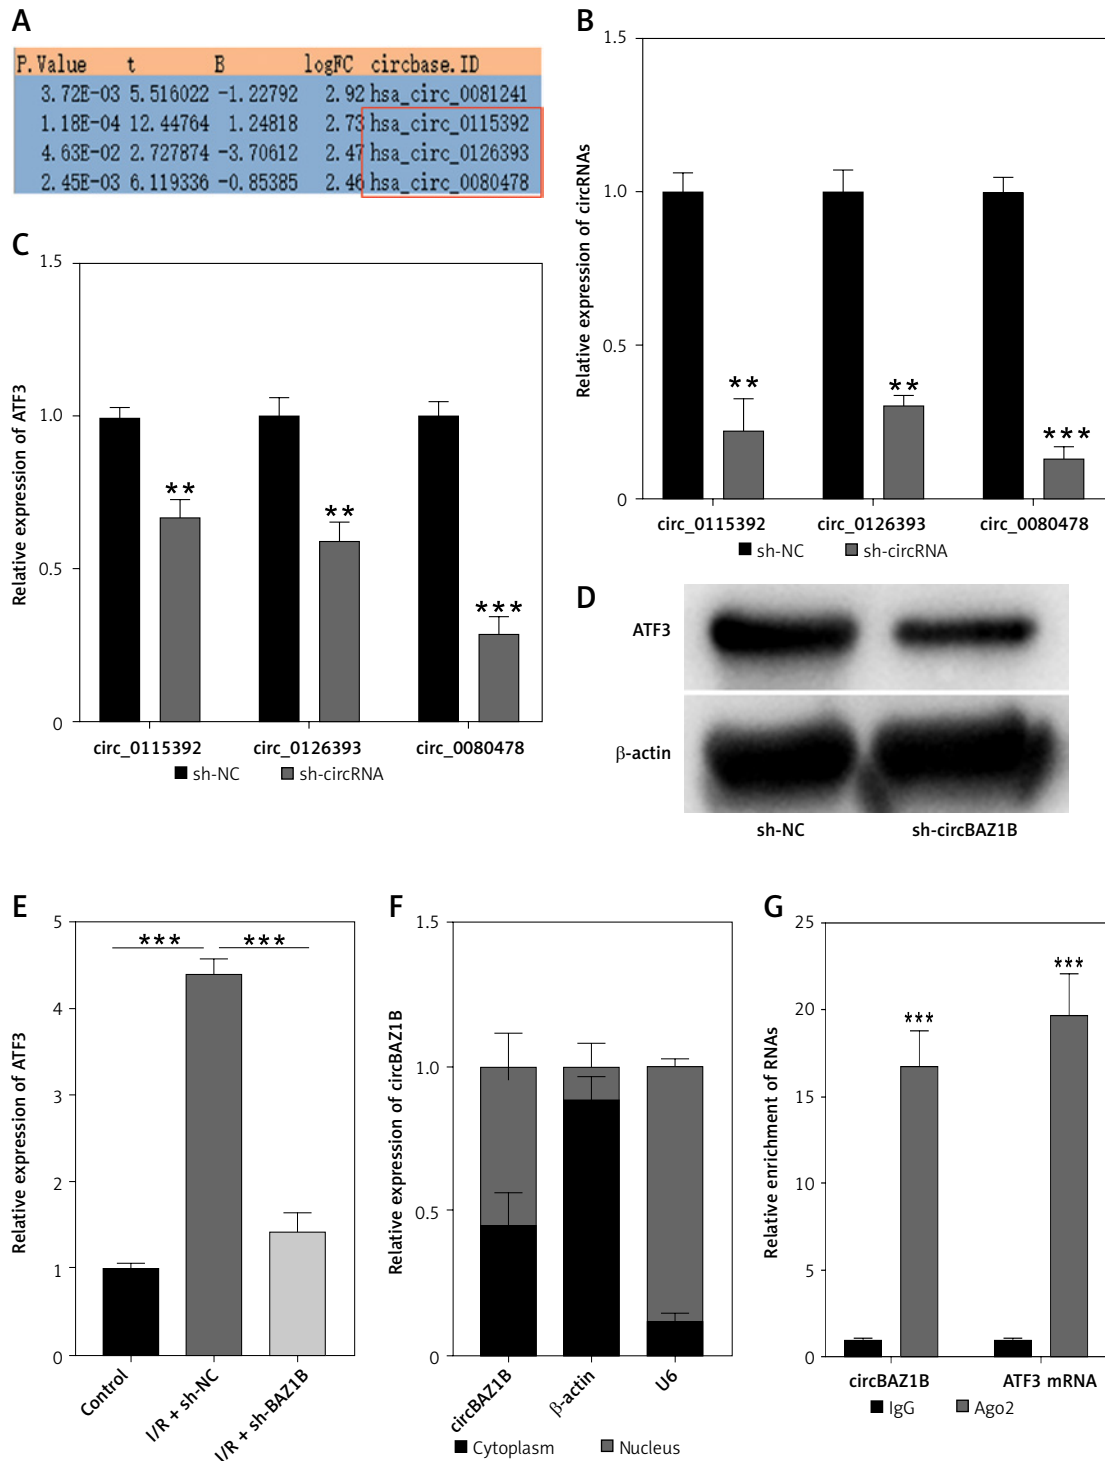 A
P.Value t B logFC circbase.ID
3.72E-03 5.516022 -1.22792 2.92 hsa_circ_0081241
1.18E-04 12.44764 1.24818 2.73 hsa_circ_0115392
4.63E-02 2.727874 -3.70612 2.47 hsa_circ_0126393
2.45E-03 6.119336 -0.85385 2.46 hsa_circ_0080478
B
Relative expression of circRNAs
1.5
1.0
0.5
0
**
**
***
circ_0115392 circ_0126393 circ_0080478
sh-NC sh-circRNA
C
Relative expression of ATF3
1.5
1.0
0.5
0
**
**
***
circ_0115392 circ_0126393 circ_0080478
sh-NC sh-circRNA
D
ATF3
β-actin
sh-NC sh-circBAZ1B
E
Relative expression of ATF3
5
4
3
2
1
0
*** ***
Control
I/R + sh-NC
I/R + sh-BAZ1B
F
Relative expression of circBAZ1B
1.5
1.0
0.5
0
circBAZ1B
β-actin
U6
Cytoplasm Nucleus
G
Relative enrichment of RNAs
25
20
15
10
5
0
***
***
circBAZ1B ATF3 mRNA
IgG Ago2